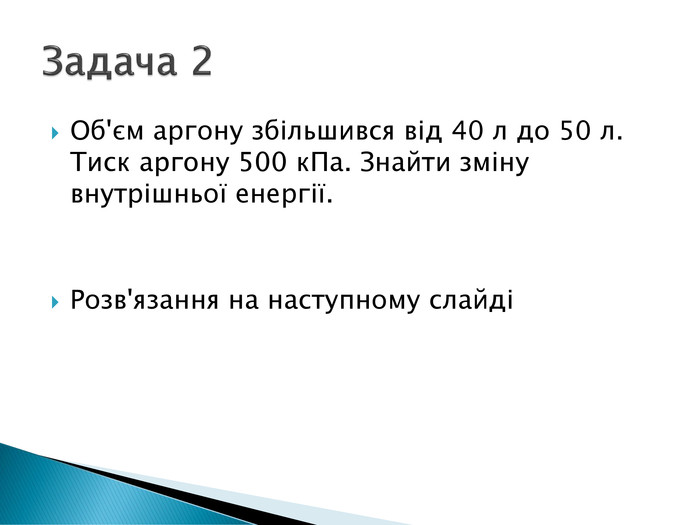 Задача 2
Об'єм аргону збільшився від 40 л до 50 л.
Тиск аргону 500 кПа. Знайти зміну
внутрішньої енергії.
Розв'язання на наступному слайді